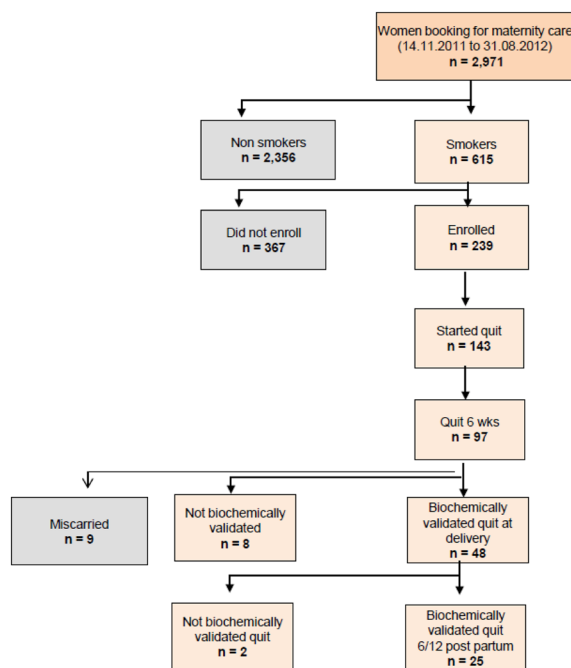 Women booking for maternity care
(14.11.2011 to 31.08.2012)
n = 2,971
Non smokers
n = 2,356
Smokers
n = 615
Did not enroll
n = 367
Enrolled
n = 239
Started quit
n = 143
Quit 6 wks
n = 97
Miscarried
n = 9
Not biochemically
validated
n = 8
Biochemically
validated quit at
delivery
n = 48
Not biochemically
validated quit
n = 2
Biochemically
validated quit
6/12 post partum
n = 25